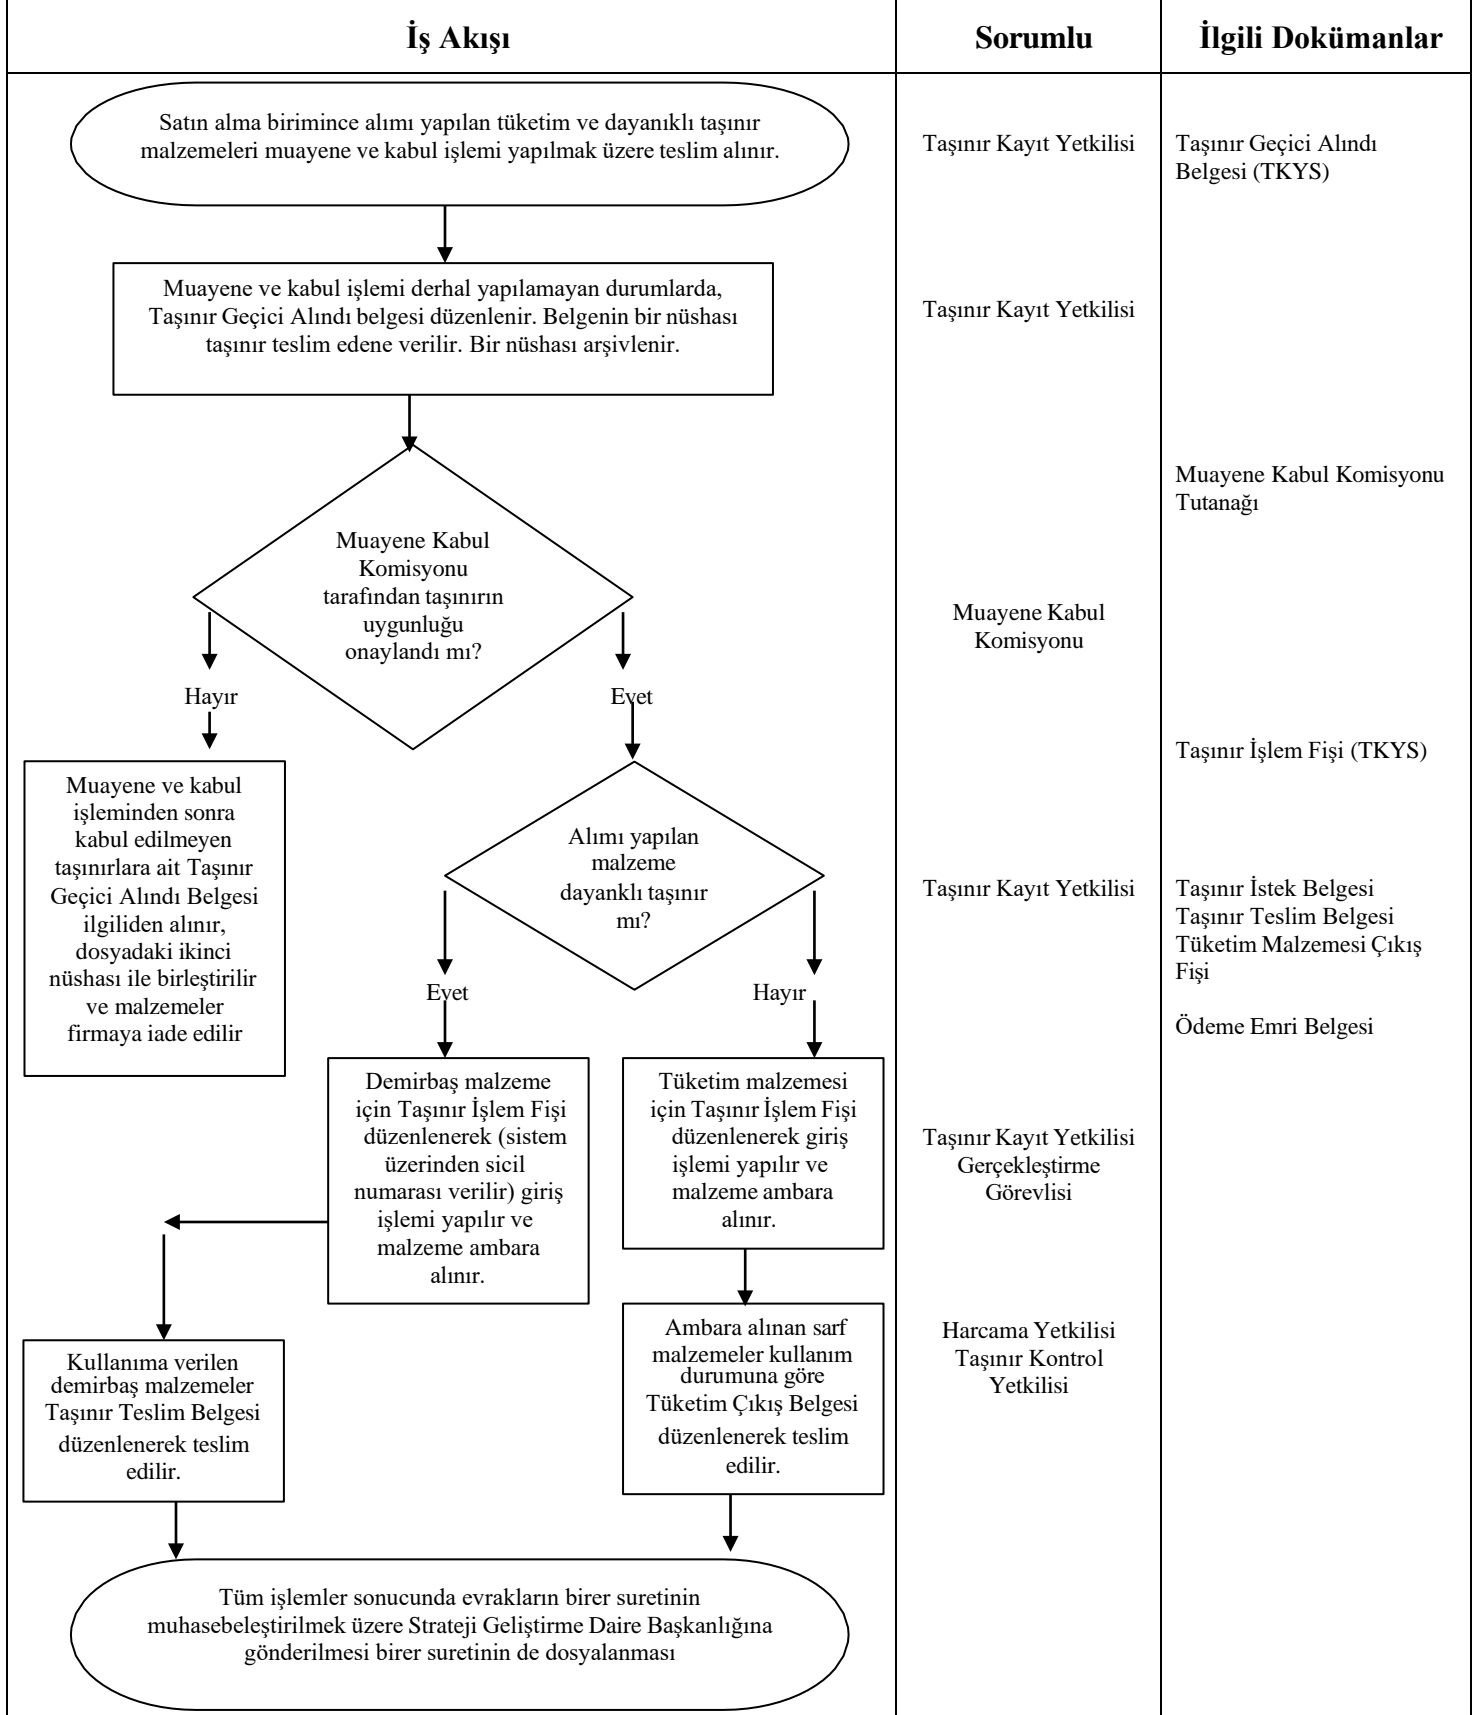 İş Akışı
Sorumlu
İlgili Dokümanlar
Satın alma birimince alımı yapılan tüketim ve dayanıklı taşınır
malzemeleri muayene ve kabul işlemi yapılmak üzere teslim alınır.
Taşınır Kayıt Yetkilisi
Taşınır Geçici Alındı
Belgesi (TKYS)
Muayene ve kabul işlemi derhal yapılamayan durumlarda,
Taşınır Geçici Alındı belgesi düzenlenir. Belgenin bir nüshası
taşınır teslim edene verilir. Bir nüshası arşivlenir.
Taşınır Kayıt Yetkilisi
Muayene Kabul Komisyonu
Tutanağı
Muayene Kabul
Komisyonu
tarafından taşınırın
uygunluğu
onaylandı mı?
Muayene Kabul
Komisyonu
Hayır
Evet
Taşınır İşlem Fişi (TKYS)
Muayene ve kabul
işleminden sonra
kabul edilmeyen
taşınırlara ait Taşınır
Geçici Alındı Belgesi
ilgiliden alınır,
dosyadaki ikinci
nüshası ile birleştirilir
ve malzemeler
firmaya iade edilir
Alımı yapılan
malzeme
dayanklı taşınır
mı?
Taşınır Kayıt Yetkilisi
Taşınır İstek Belgesi
Taşınır Teslim Belgesi
Tüketim Malzemesi Çıkış
Fişi
Ödeme Emri Belgesi
Evet
Hayır
Demirbaş malzeme
için Taşınır İşlem Fişi
düzenlenerek (sistem
üzerinden sicil
numarası verilir) giriş
işlemi yapılır ve
malzeme ambara
alınır.
Tüketim malzemesi
için Taşınır İşlem Fişi
düzenlenerek giriş
işlemi yapılır ve
malzeme ambara
alınır.
Taşınır Kayıt Yetkilisi
Gerçekleştirme
Görevlisi
Kullanıma verilen
demirbaş malzemeler
Taşınır Teslim Belgesi
düzenlenerek teslim
edilir.
Ambara alınan sarf
malzemeler kullanım
durumuna göre
Tüketim Çıkış Belgesi
düzenlenerek teslim
edilir.
Harcama Yetkilisi
Taşınır Kontrol
Yetkilisi
Tüm işlemler sonucunda evrakların birer suretinin
muhasebeleştirilmek üzere Strateji Geliştirme Daire Başkanlığına
gönderilmesi birer suretinin de dosyalanması